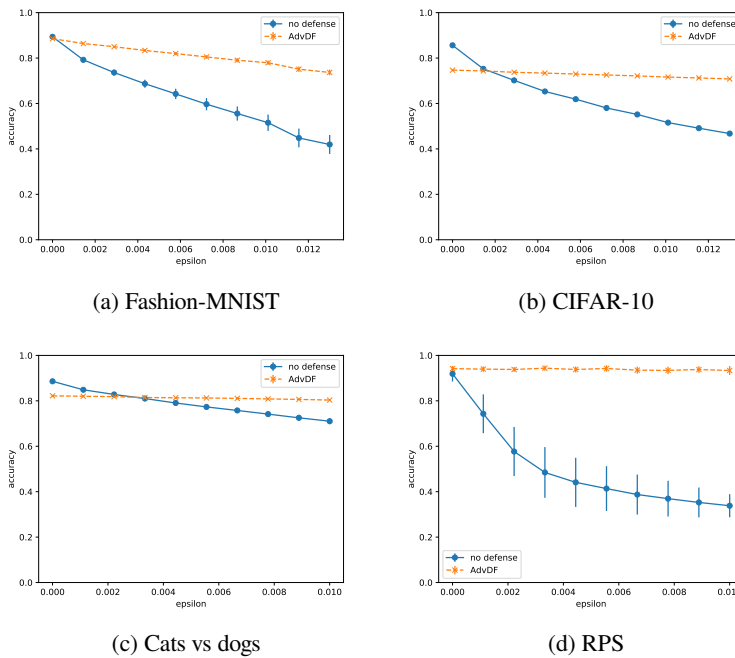 1.0
0.8
0.6
0.4
0.2
0.0
accuracy
no defense
AdvDF
0.000 0.002 0.004 0.006 0.008 0.010 0.012
epsilon
(a) Fashion-MNIST
1.0
0.8
0.6
0.4
0.2
0.0
accuracy
no defense
AdvDF
0.000 0.002 0.004 0.006 0.008 0.010 0.012
epsilon
(b) CIFAR-10
1.0
0.8
0.6
0.4
0.2
0.0
accuracy
no defense
AdvDF
0.000 0.002 0.004 0.006 0.008 0.010
epsilon
(c) Cats vs dogs
1.0
0.8
0.6
0.4
0.2
0.0
accuracy
no defense
AdvDF
0.000 0.002 0.004 0.006 0.008
epsilon
(d) RPS